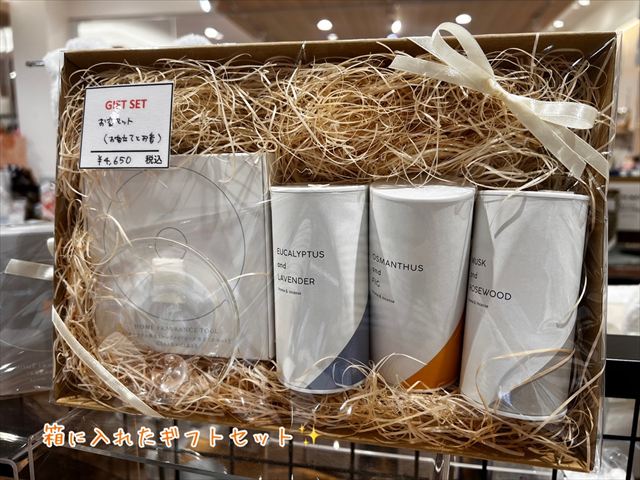 GIFT SET
お香セット
(お香立てとお香)
¥4,650 税込
HOME FRAGRANCE TOOL
EUCALYPTUS
and
LAVENDER
OSMANTHUS
and
FIG
MUSK
and
ROSEWOOD
箱に入れたギフトセット✨